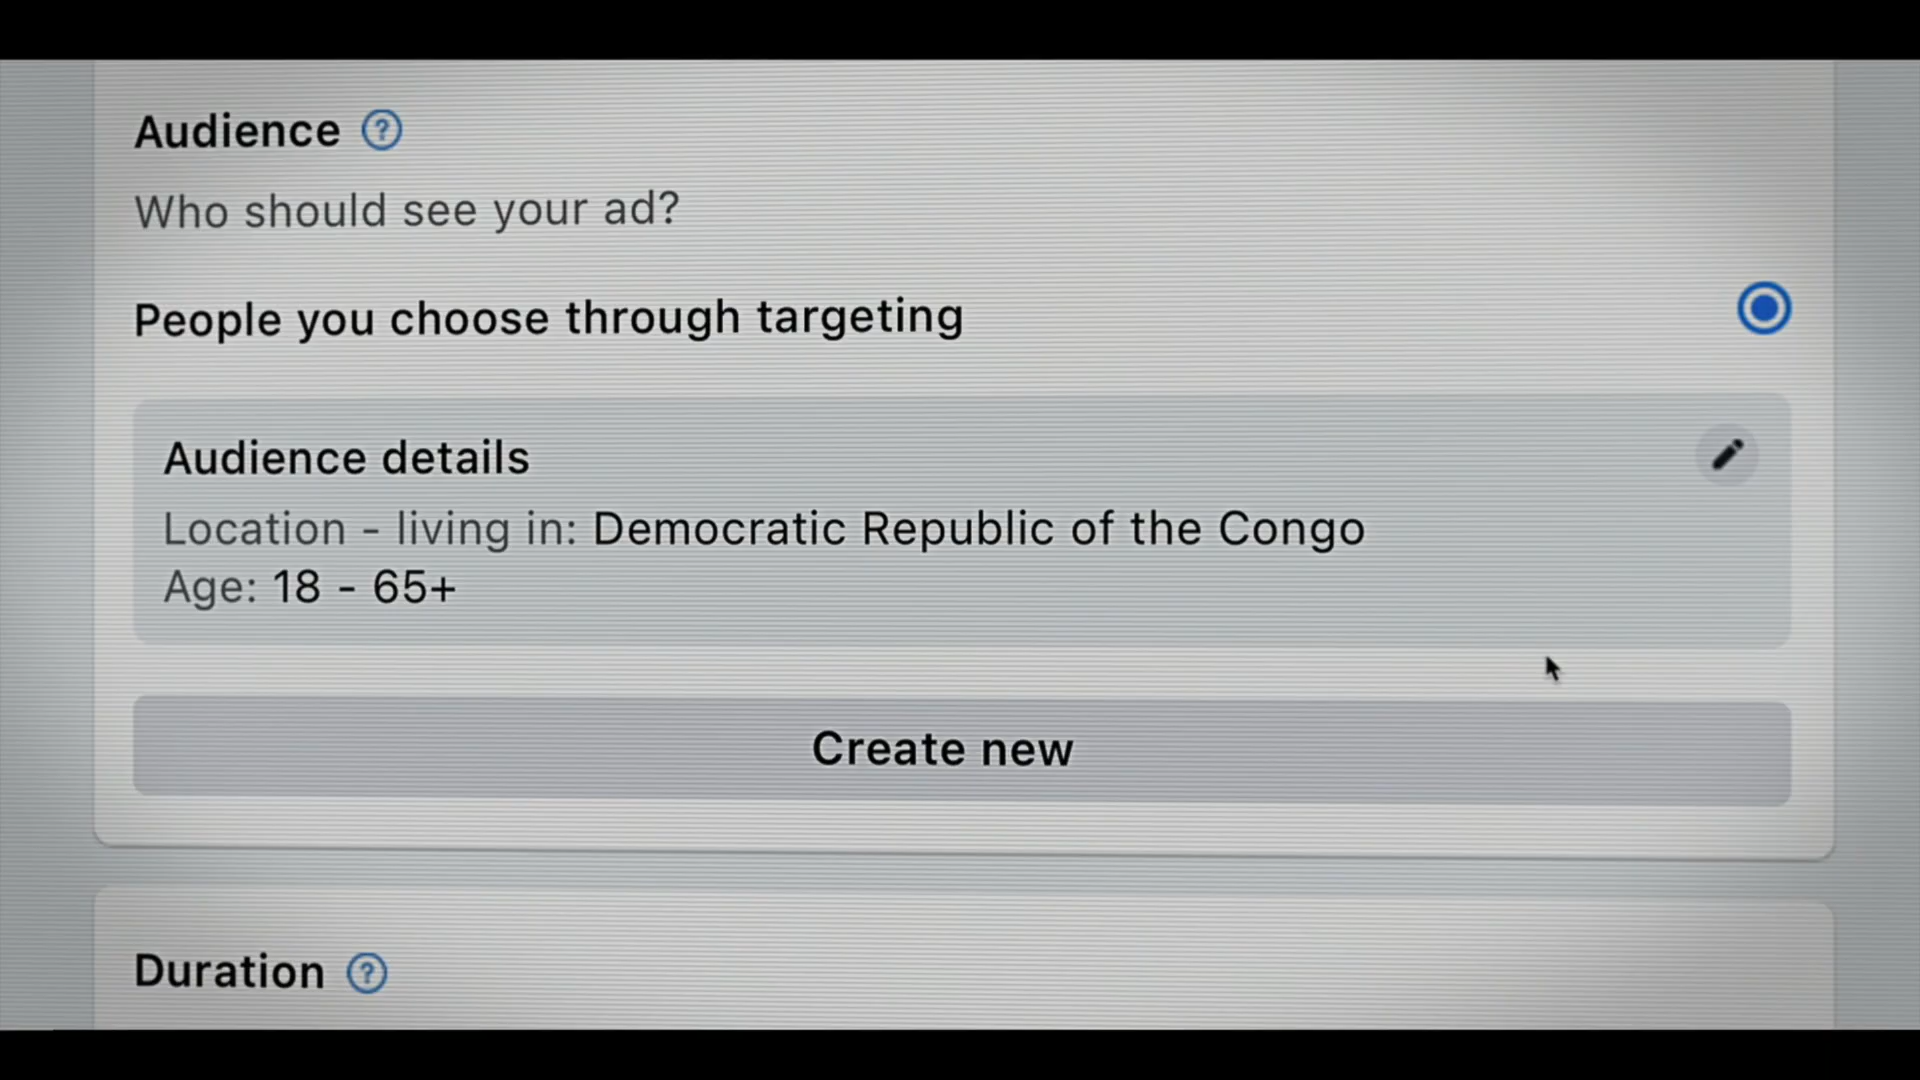 Audience
Who should see your ad?
People you choose through targeting
Audience details
Location - living in: Democratic Republic of the Congo
Age: 18 - 65+
Create new
Duration